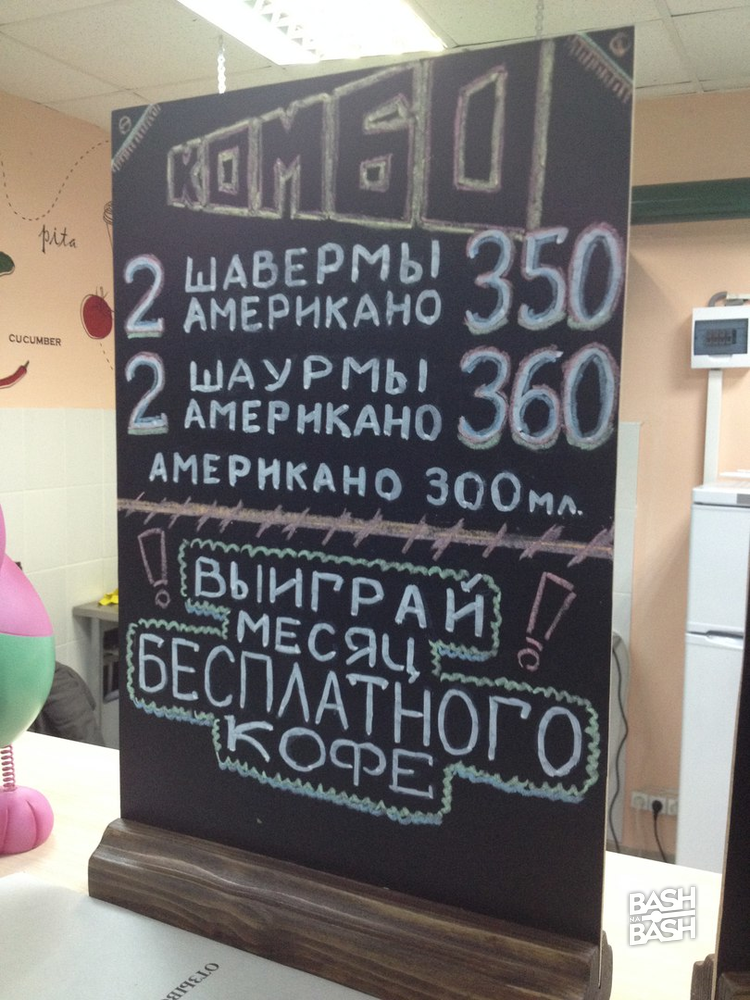 КОМБО
2 ШАВЕРМЫ 350
АМЕРИКАНО
2 ШАУРМЫ 360
АМЕРИКАНО
АМЕРИКАНО 300мл.
! ВЫИГРАЙ !
МЕСЯЦ
БЕСПЛАТНОГО
КОФЕ
pita
CUCUMBER
BASH
НА
BASH